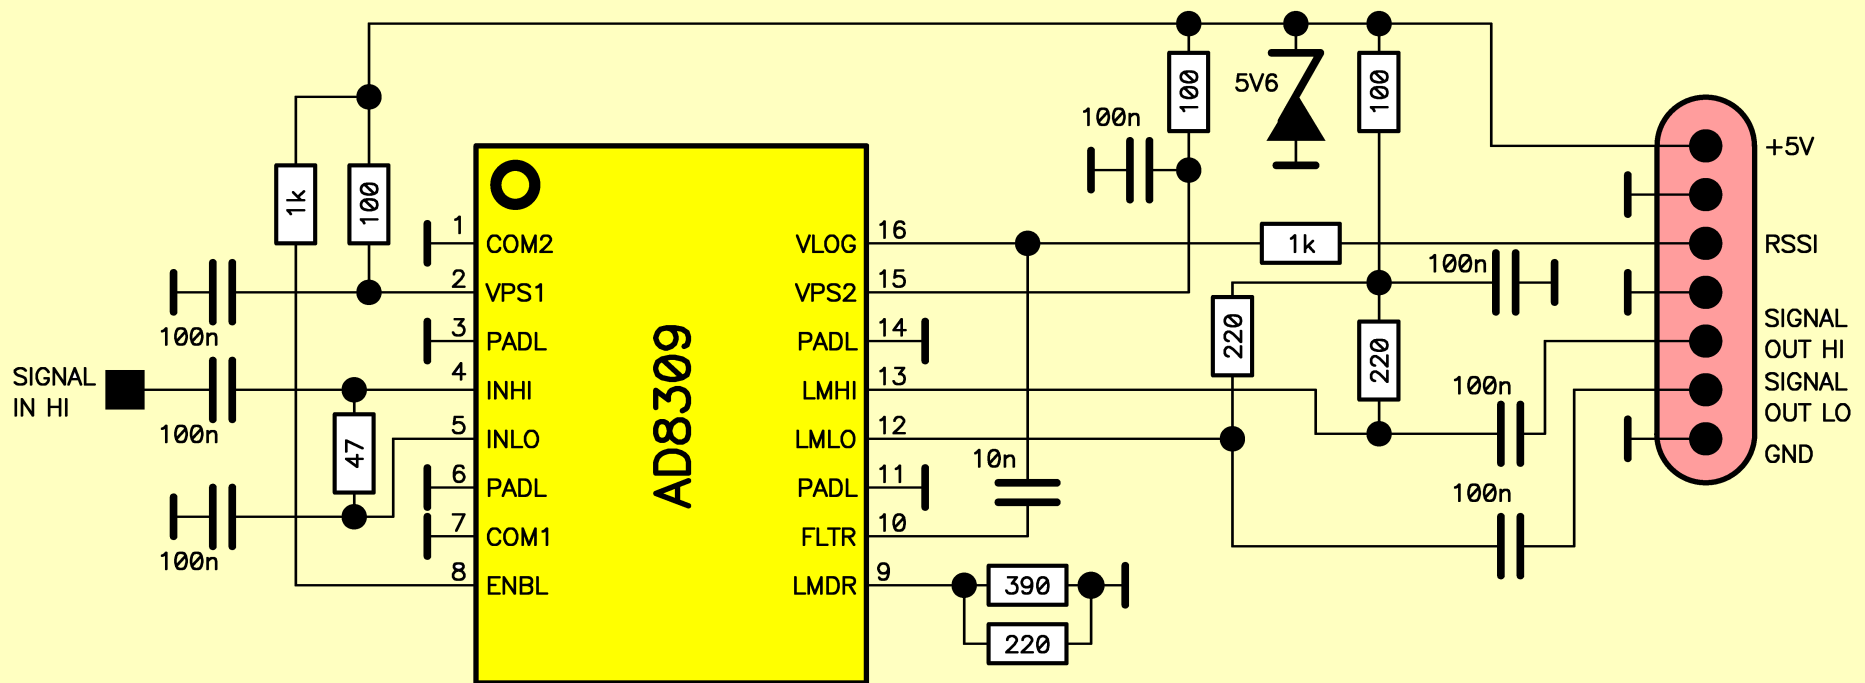 5V6
100
100
100n
+5V
1k
100
1
COM2
VLOG
16
1k
RSSI
2
VPS1
VPS2
15
100n
100n
3
PADL
PADL
14
220
220
SIGNAL
OUT HI
SIGNAL
IN HI
4
INHI
LMHI
13
100n
SIGNAL
OUT LO
100n
47
5
INLO
AD8309
LMLO
12
GND
6
PADL
PADL
11
10n
100n
7
COM1
FLTR
10
100n
8
ENBL
LMDR
9
390
220